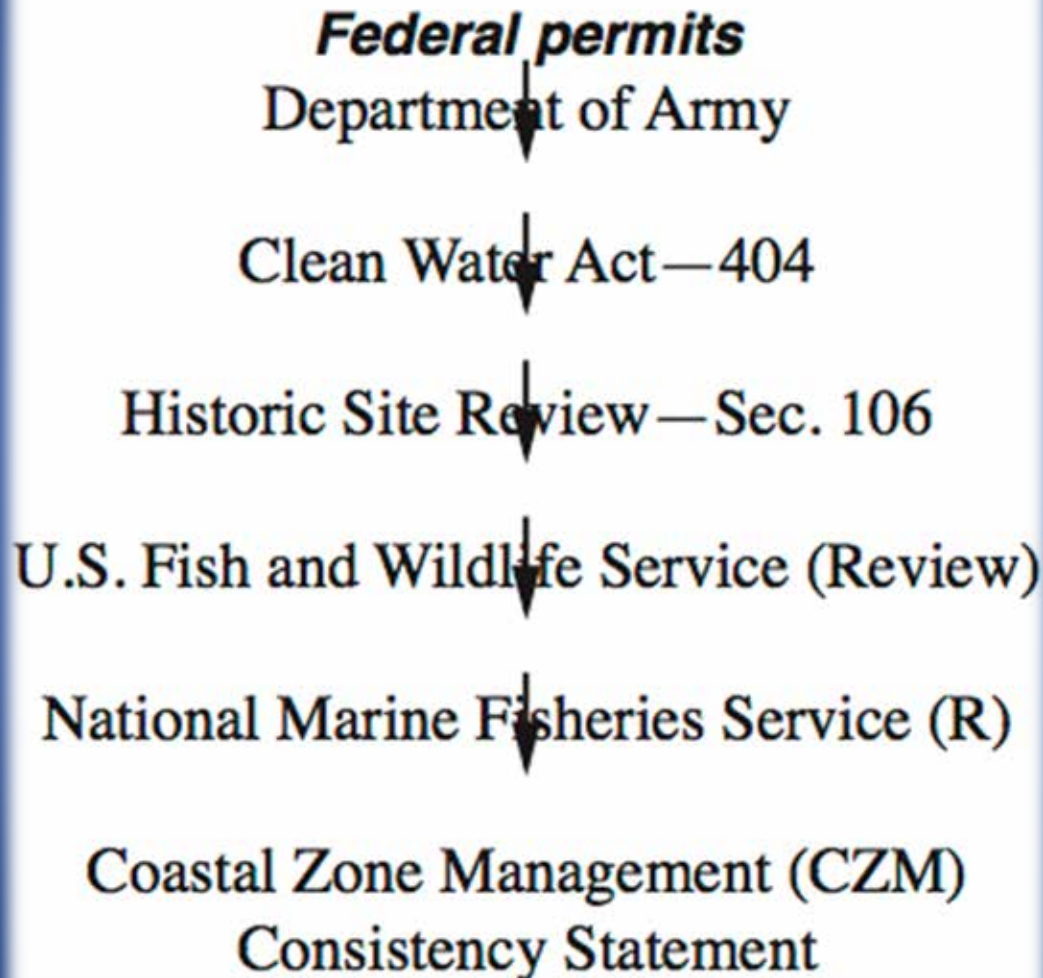 Federal permits
Department of Army
Clean Water Act—404
Historic Site Review—Sec. 106
U.S. Fish and Wildlife Service (Review)
National Marine Fisheries Service (R)
Coastal Zone Management (CZM)
Consistency Statement